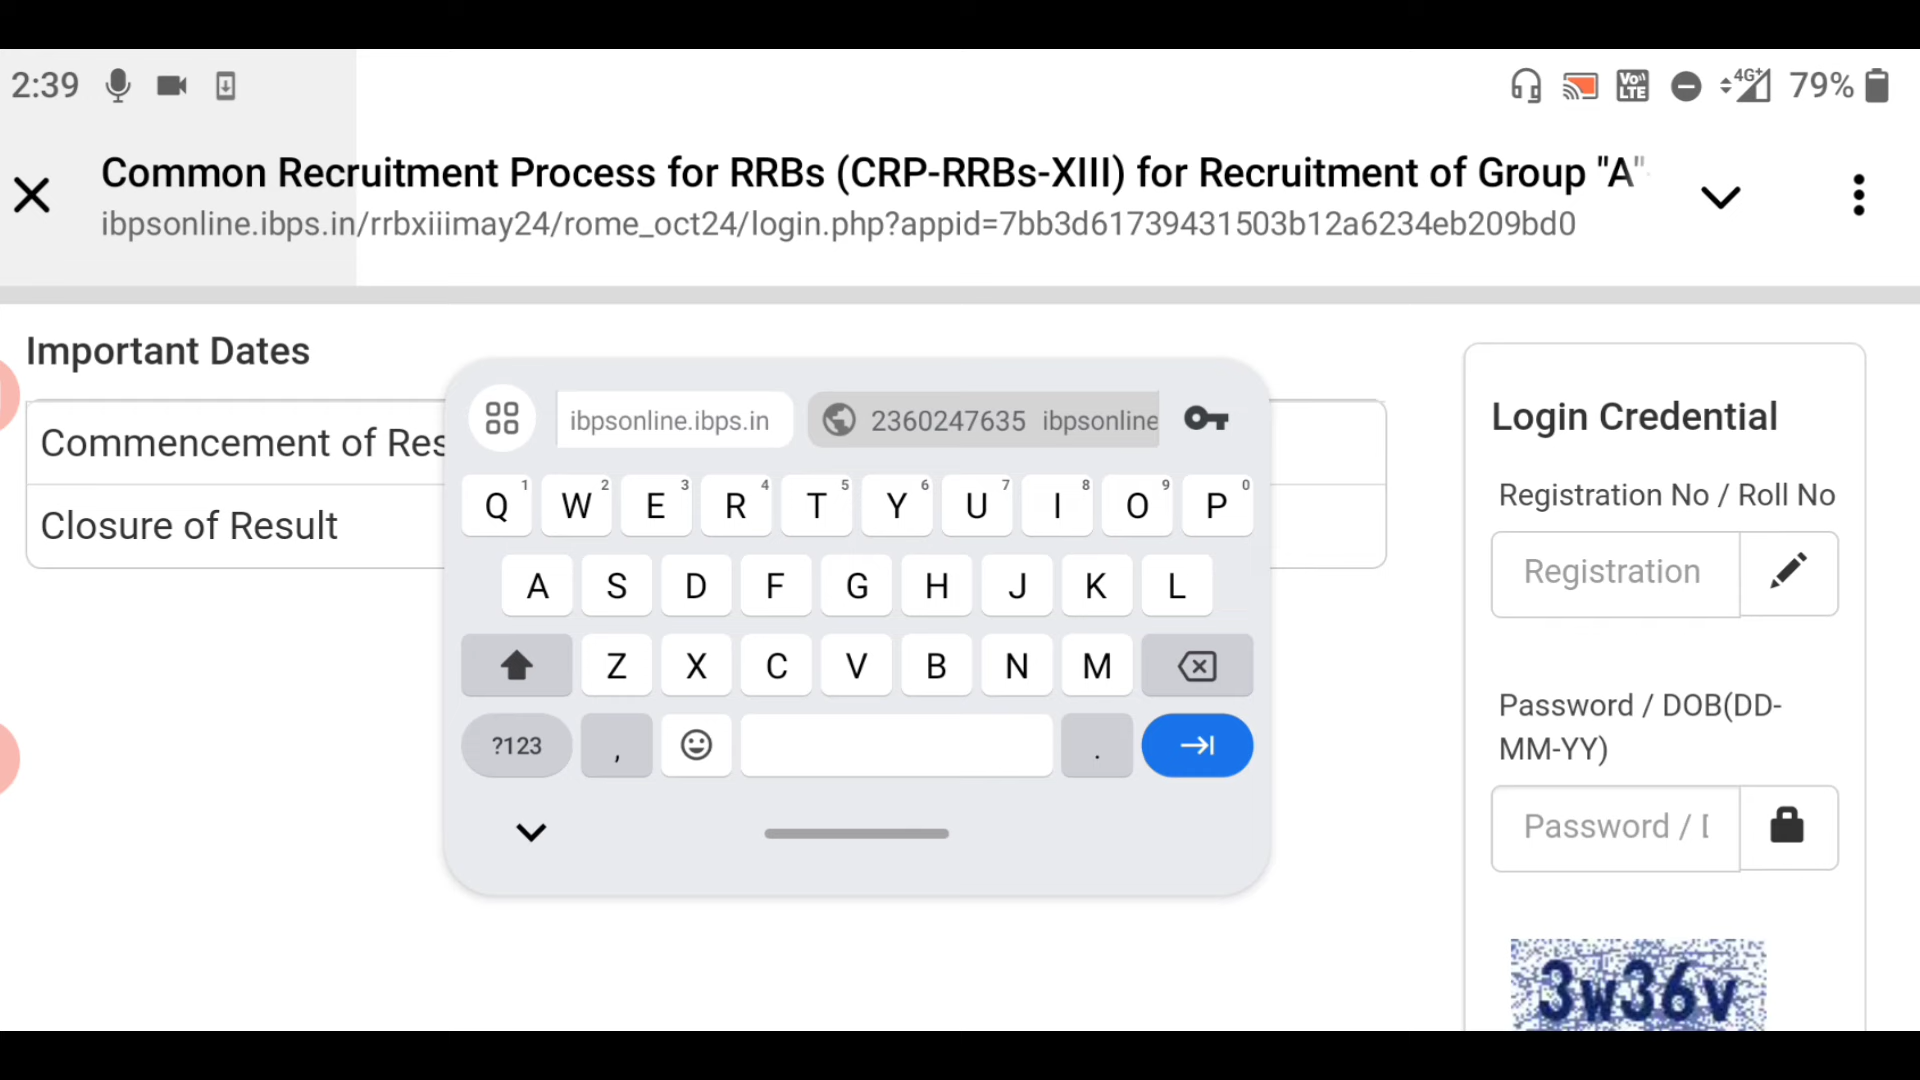 2:39
Vo LTE 4G+ 79%
Common Recruitment Process for RRBs (CRP-RRBs-XIII) for Recruitment of Group "A"
ibpsonline.ibps.in/rrbxiiimay24/rome_oct24/login.php?appid=7bb3d61739431503b12a6234eb209bd0
Important Dates
Commencement of Res
Closure of Result
ibpsonline.ibps.in 2360247635 ibpsonline
Q 1 W 2 E 3 R 4 T 5 Y 6 U 7 I 8 O 9 P 0
A S D F G H J K L
Z X C V B N M
?123 , .
Login Credential
Registration No / Roll No
Registration
Password / DOB(DD-
MM-YY)
Password / D
3w36v